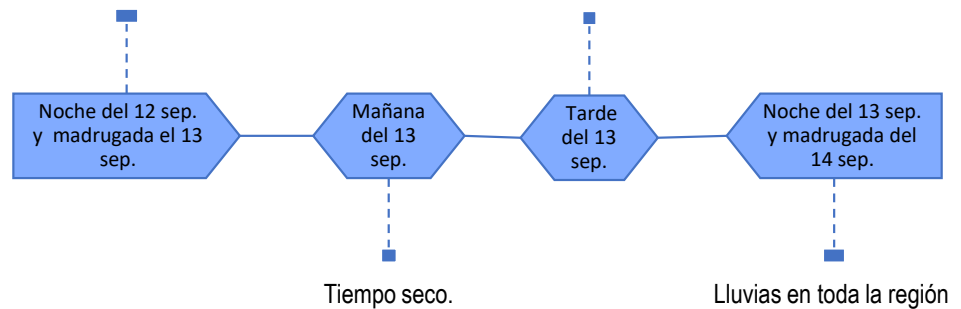 Noche del 12 sep.
y madrugada el 13
sep.
Mañana
del 13
sep.
Tarde
del 13
sep.
Noche del 13 sep.
y madrugada del
14 sep.
Tiempo seco.
Lluvias en toda la región